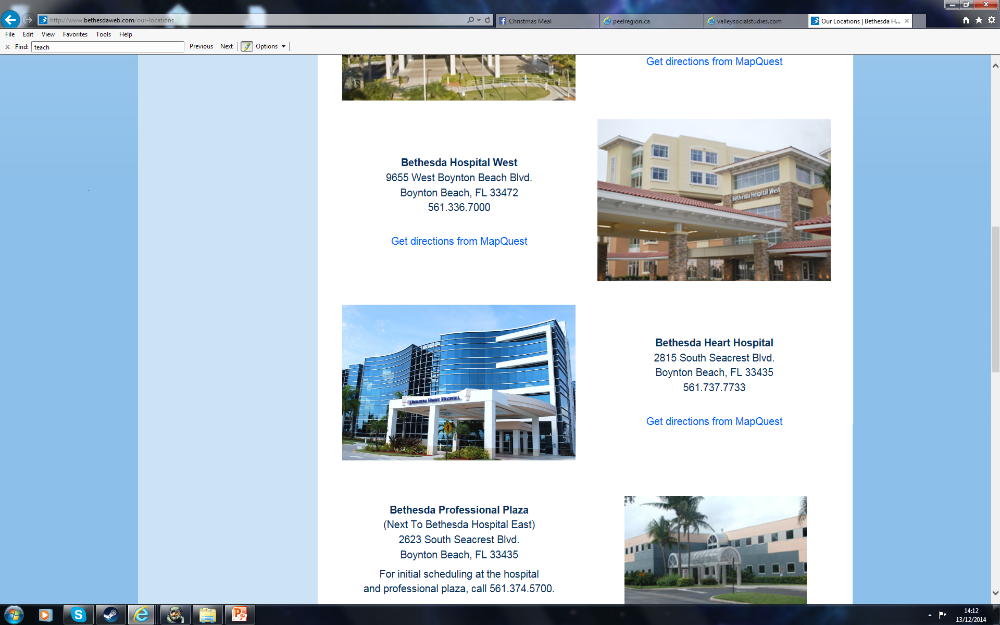 http://www.bethesdaweb.com/our-locations
Christmas Meal
peelregion.ca
valleysocialstudies.com
Our Locations | Bethesda H...
File Edit View Favorites Tools Help
Find: teach Previous Next Options
Get directions from MapQuest
Bethesda Hospital West
9655 West Boynton Beach Blvd.
Boynton Beach, FL 33472
561.336.7000
Get directions from MapQuest
Bethesda Hospital West
BETHESDA HEART HOSPITAL
Bethesda Heart Hospital
2815 South Seacrest Blvd.
Boynton Beach, FL 33435
561.737.7733
Get directions from MapQuest
Bethesda Professional Plaza
(Next To Bethesda Hospital East)
2623 South Seacrest Blvd.
Boynton Beach, FL 33435
For initial scheduling at the hospital
and professional plaza, call 561.374.5700.
14:12
13/12/2014